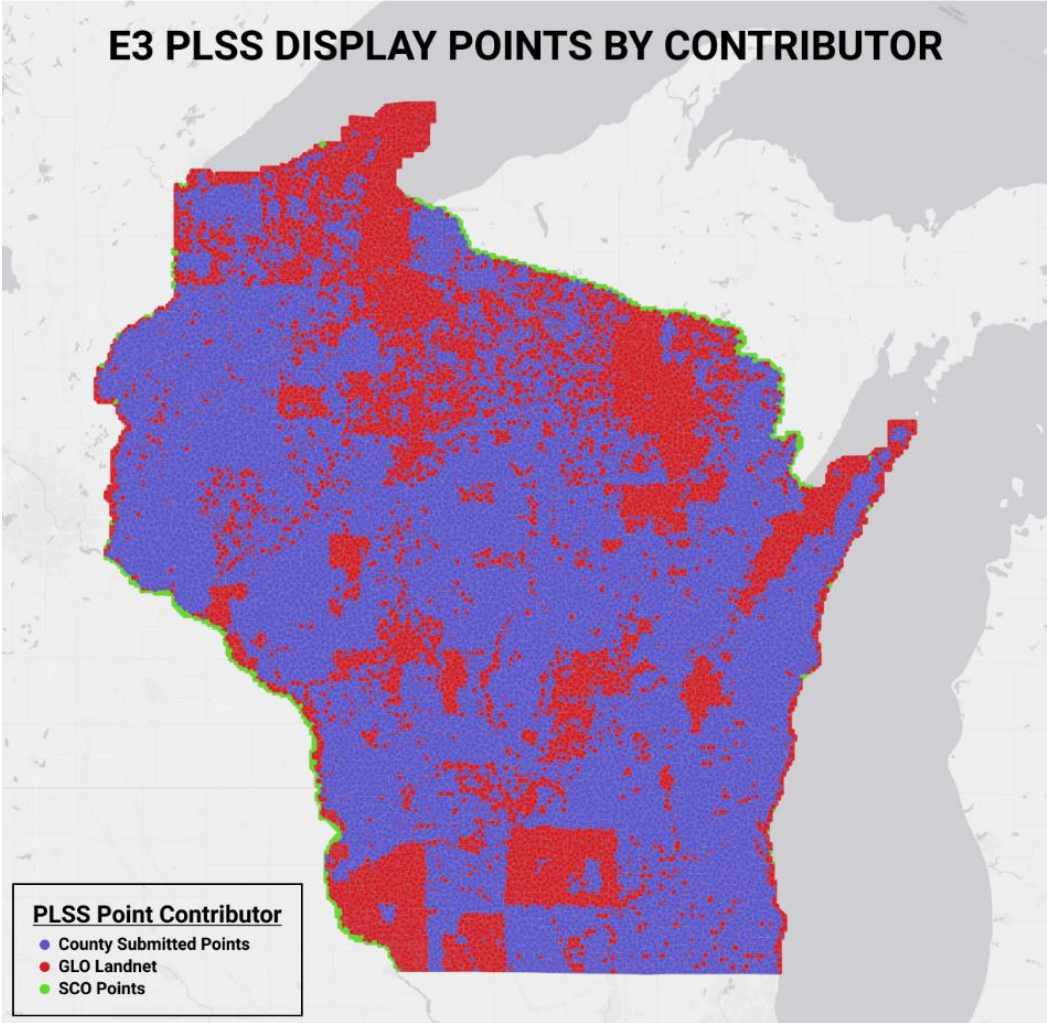 E3 PLSS DISPLAY POINTS BY CONTRIBUTOR
PLSS Point Contributor
County Submitted Points
GLO Landnet
SCO Points